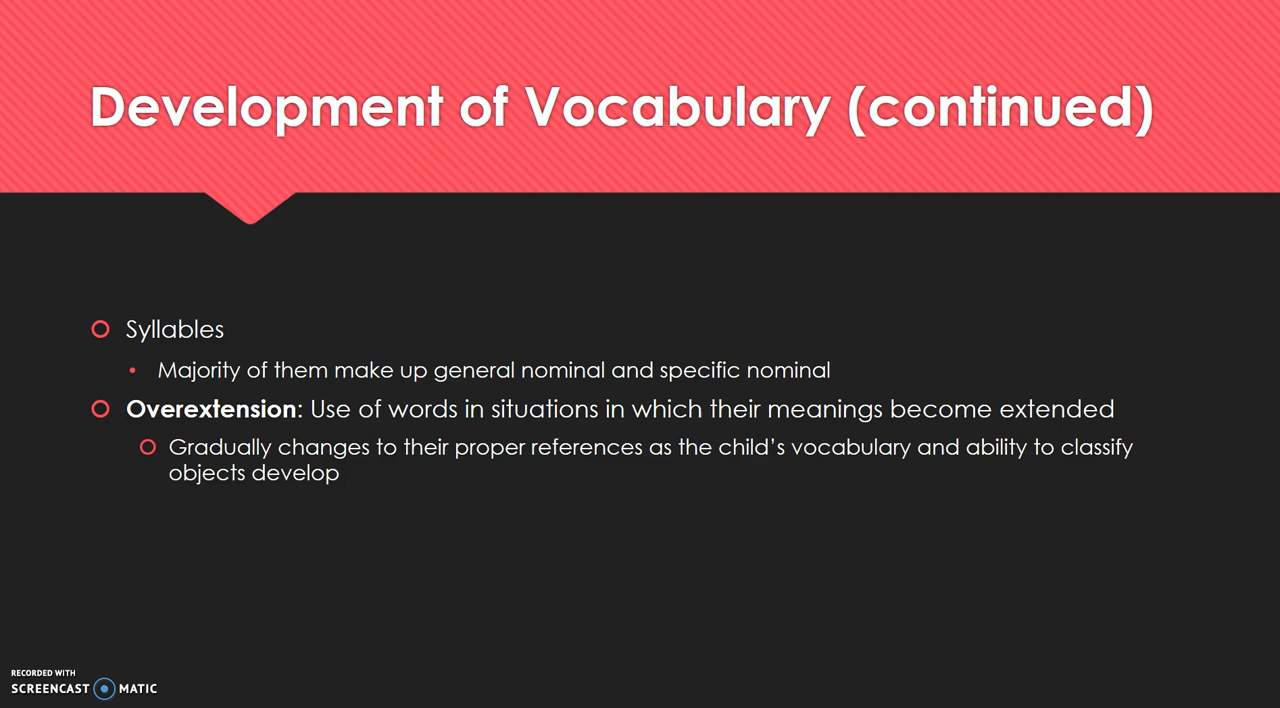 Development of Vocabulary (continued)
Syllables
Majority of them make up general nominal and specific nominal
Overextension: Use of words in situations in which their meanings become extended
Gradually changes to their proper references as the child's vocabulary and ability to classify
objects develop
RECORDED WITH
SCREENCAST MATIC